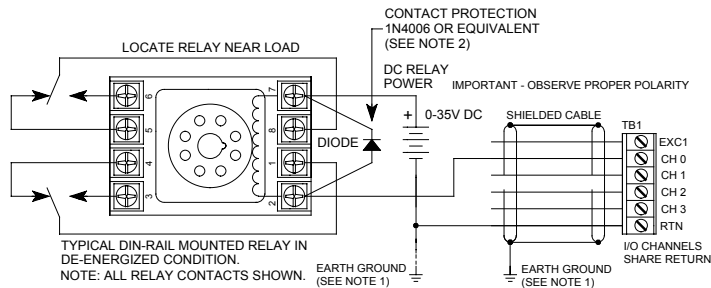 CONTACT PROTECTION
1N4006 OR EQUIVALENT
(SEE NOTE 2)
LOCATE RELAY NEAR LOAD
DC RELAY
POWER
IMPORTANT - OBSERVE PROPER POLARITY
+ 0-35V DC
SHIELDED CABLE
TB1
6
7
5
8
DIODE
4
1
3
2
EXC1
CH 0
CH 1
CH 2
CH 3
RTN
TYPICAL DIN-RAIL MOUNTED RELAY IN
DE-ENERGIZED CONDITION.
NOTE: ALL RELAY CONTACTS SHOWN.
EARTH GROUND
(SEE NOTE 1)
EARTH GROUND
(SEE NOTE 1)
I/O CHANNELS
SHARE RETURN